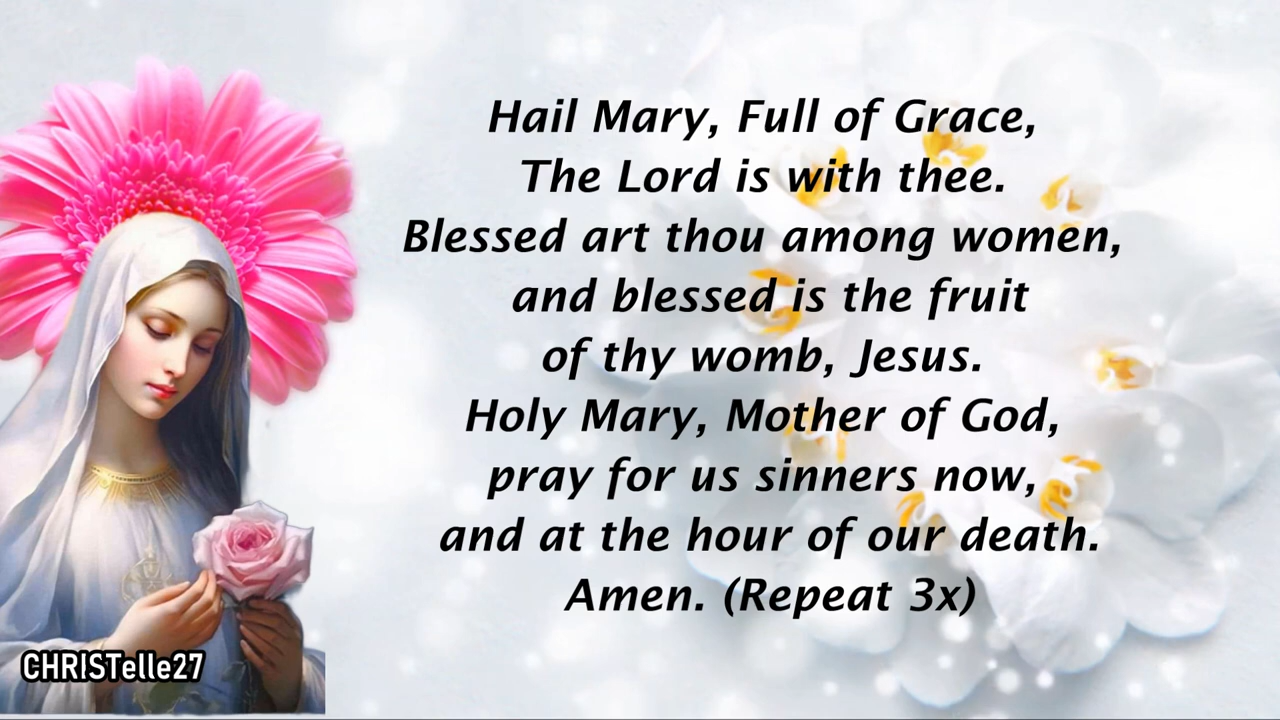 Hail Mary, Full of Grace,
The Lord is with thee.
Blessed art thou among women,
and blessed is the fruit
of thy womb, Jesus.
Holy Mary, Mother of God,
pray for us sinners now,
and at the hour of our death.
Amen. (Repeat 3x)
CHRISTelle27